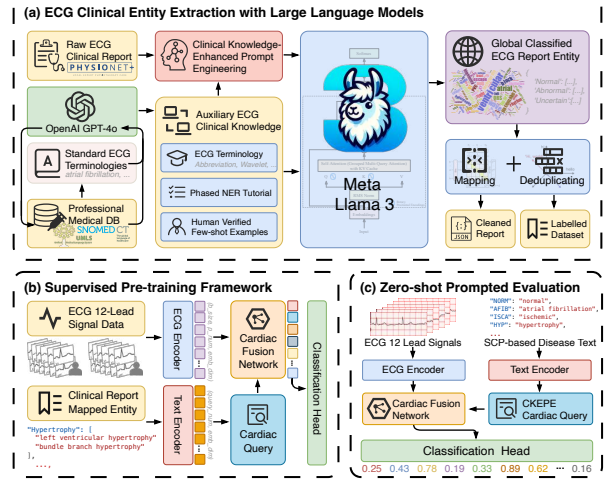 (a) ECG Clinical Entity Extraction with Large Language Models
Raw ECG
Clinical Report
PHYSIONET
Clinical Knowledge-
Enhanced Prompt
Engineering
Global Classified
ECG Report Entity
'Normal': [...],
'Abnormal': [...],
'Uncertain':[...]
OpenAI GPT-4o
Auxiliary ECG
Clinical Knowledge
Standard ECG
Terminologies
atrial fibrillation, ...
ECG Terminology
Abbreviation, Wavelet, ...
Phased NER Tutorial
Human Verified
Few-shot Examples
Professional
Medical DB
SNOMED CT
UMLS
Meta
Llama 3
Mapping
Deduplicating
{:}
JSON
Cleaned
Report
Labelled
Dataset
(b) Supervised Pre-training Framework
ECG 12-Lead
Signal Data
ECG Encoder
Cardiac
Fusion
Network
Classification Head
Clinical Report
Mapped Entity
Text Encoder
Cardiac
Query
"Hypertrophy": [
"left ventricular hypertrophy"
"bundle branch hypertrophy"
],
...,
(c) Zero-shot Prompted Evaluation
"NORM": "normal",
"AFIB": "atrial fibrillation",
"ISCA": "ischemic",
"HYP": "hypertrophy",
...
ECG 12 Lead Signals
SCP-based Disease Text
ECG Encoder
Text Encoder
Cardiac Fusion
Network
CKEPE
Cardiac Query
Classification Head
0.25 0.43 0.78 0.19 0.33 0.89 0.62 ... 0.16